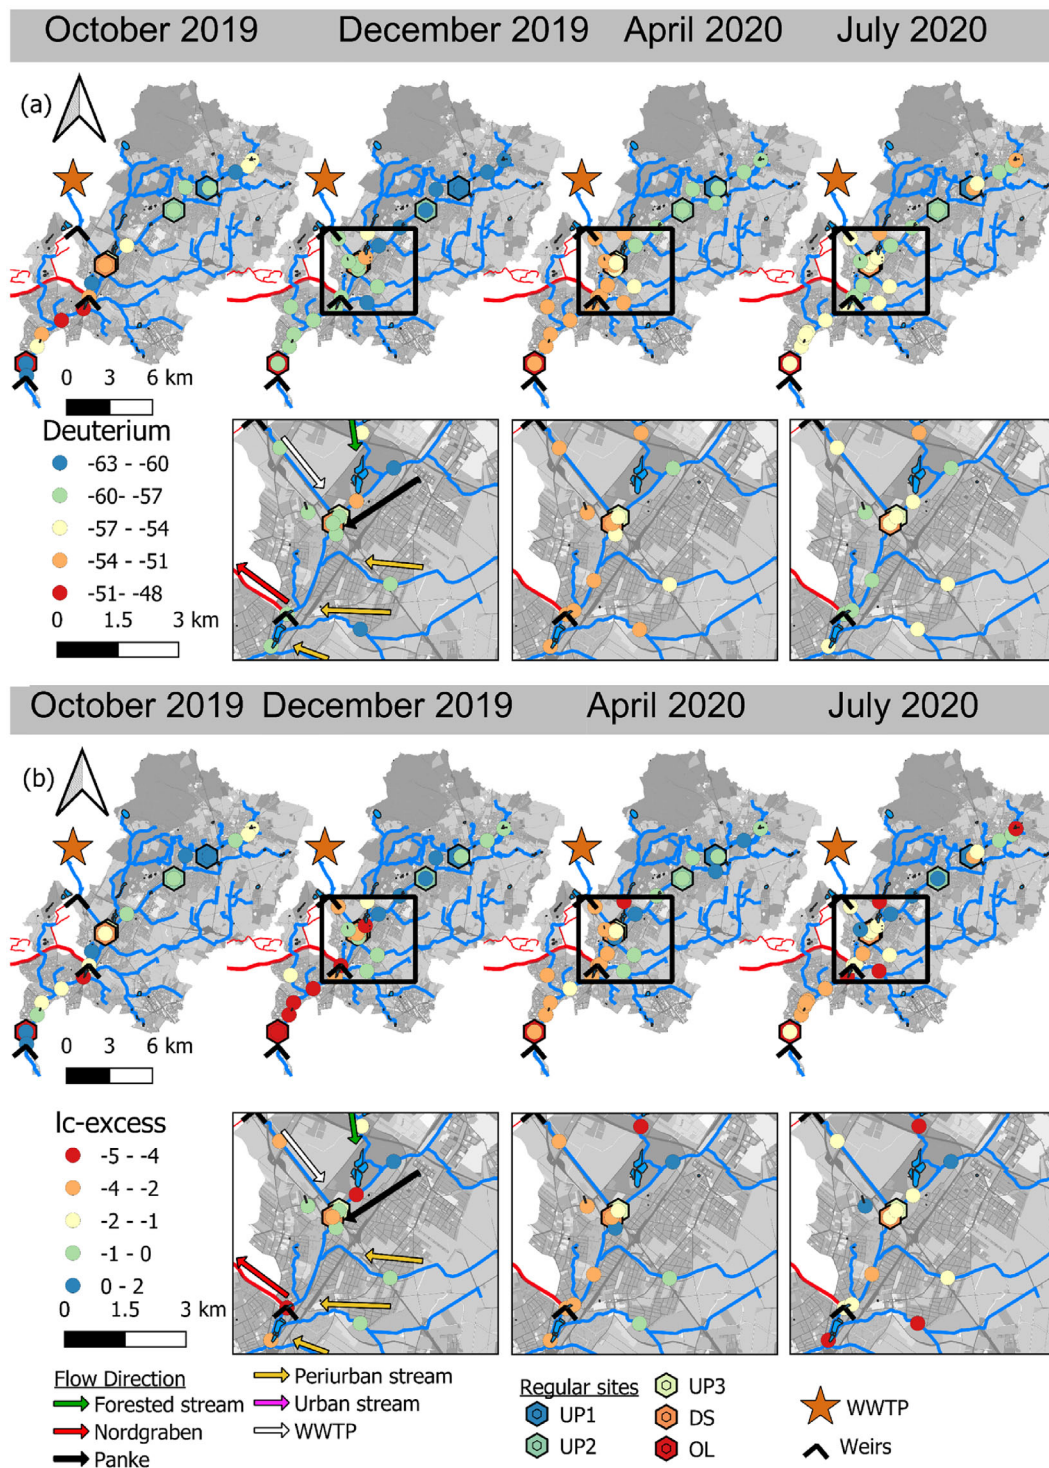 October 2019 December 2019 April 2020 July 2020
(a)
0 3 6 km
Deuterium
-63 - -60
-60- -57
-57 - -54
-54 - -51
-51- -48
0 1.5 3 km
October 2019 December 2019 April 2020 July 2020
(b)
0 3 6 km
lc-excess
-5 - -4
-4 - -2
-2 - -1
-1 - 0
0 - 2
0 1.5 3 km
Flow Direction
Forested stream
Nordgraben
Panke
Periurban stream
Urban stream
WWTP
Regular sites
UP1
UP2
UP3
DS
OL
WWTP
Weirs